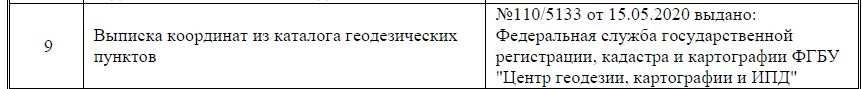 9
Выписка координат из каталога геодезических
пунктов
№110/5133 от 15.05.2020 выдано:
Федеральная служба государственной
регистрации, кадастра и картографии ФГБУ
"Центр геодезии, картографии и ИПД"